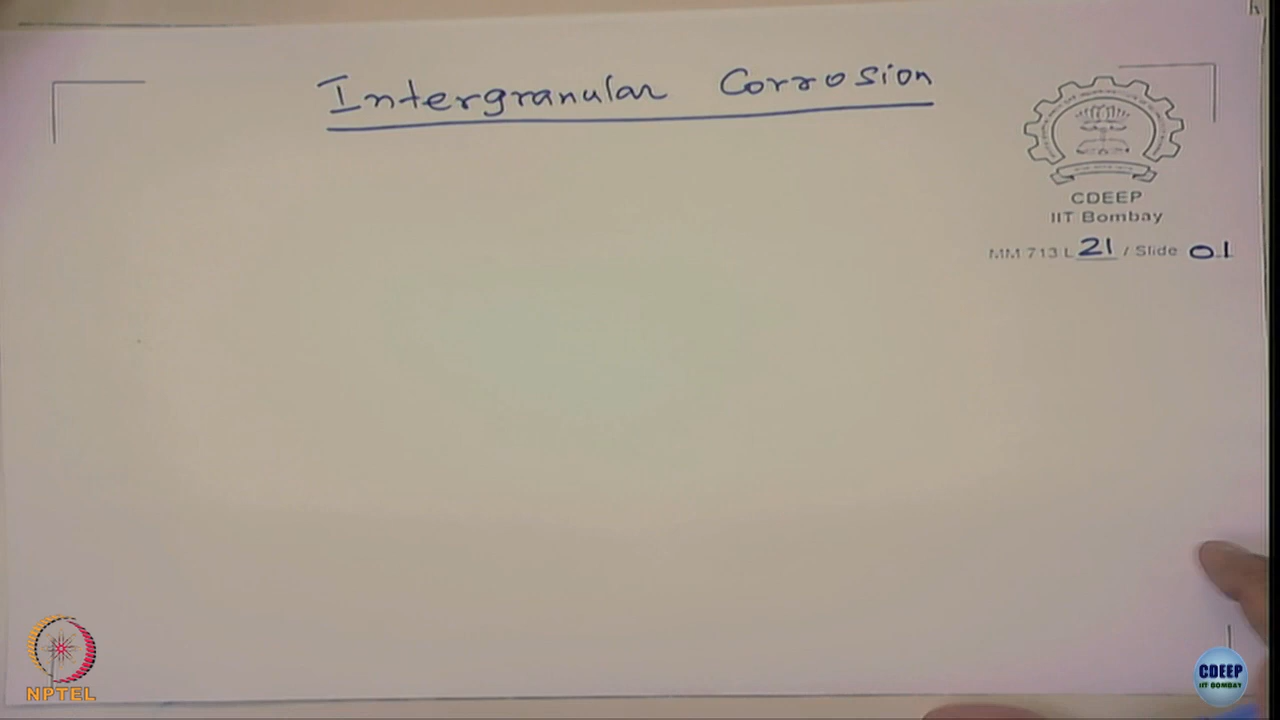 Intergranular Corrosion
CDEEP
IIT Bombay
MM 713 L 21 / Slide 01
NPTEL
CDEEP
IIT BOMBAY